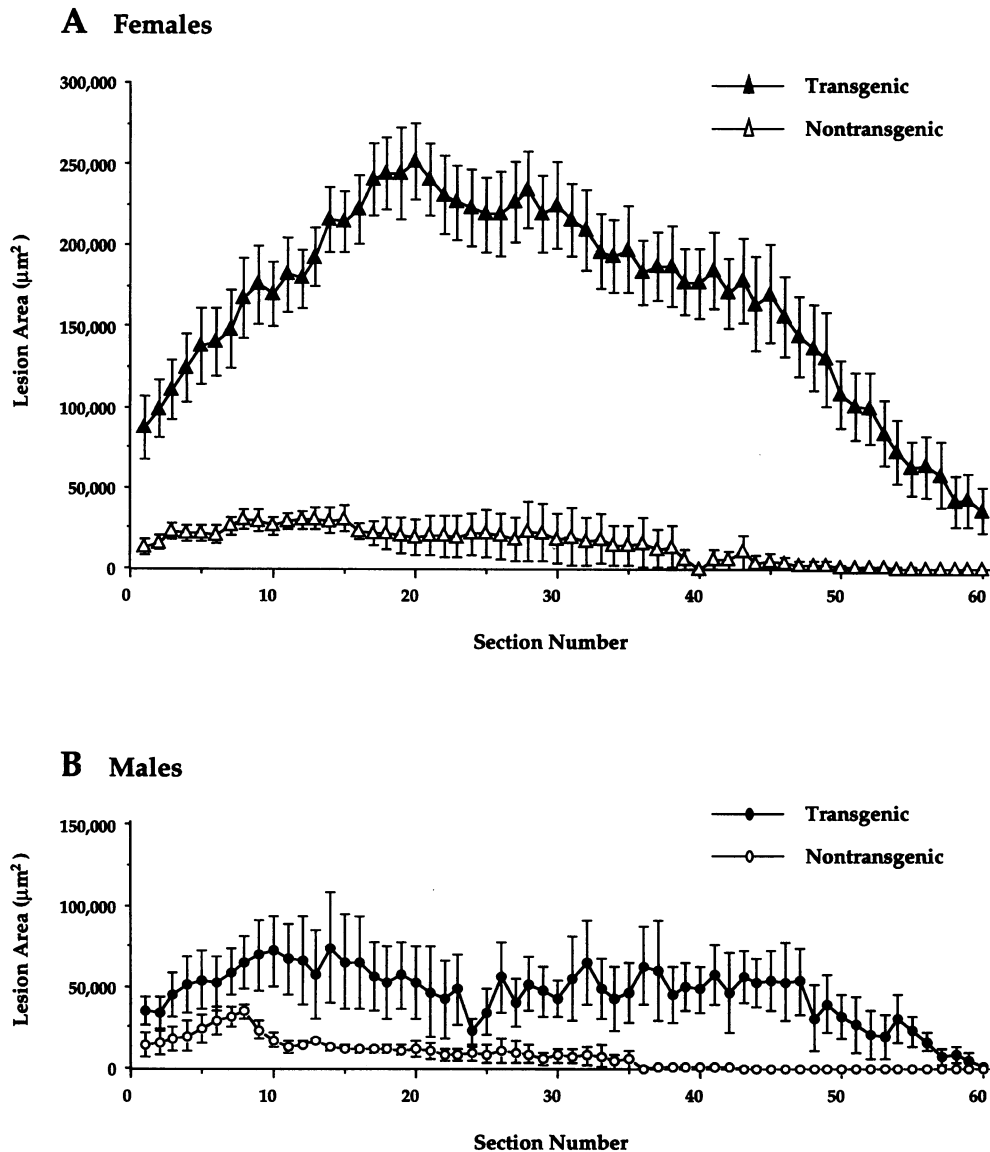 A Females
300,000
Transgenic
Nontransgenic
250,000
200,000
150,000
100,000
50,000
0
Lesion Area (μm²)
0 10 20 30 40 50 60
Section Number
B Males
150,000
Transgenic
Nontransgenic
100,000
50,000
0
Lesion Area (μm²)
0 10 20 30 40 50 60
Section Number